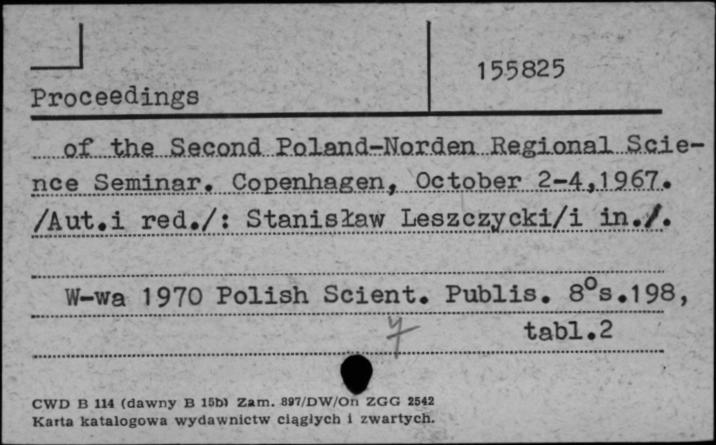 155825
Proceedings
of the Second Poland-Norden Regional Scie-
nce Seminar. Copenhagen, October 2-4,1967.
/Aut.i red./: Stanisław Leszczycki/i in./.
W-wa 1970 Polish Scient. Publis. 8°s.198,
tabl.2
CWD B 114 (dawny B 15b) Zam. 897/DW/On ZGG 2542
Karta katalogowa wydawnictw ciągłych i zwartych.